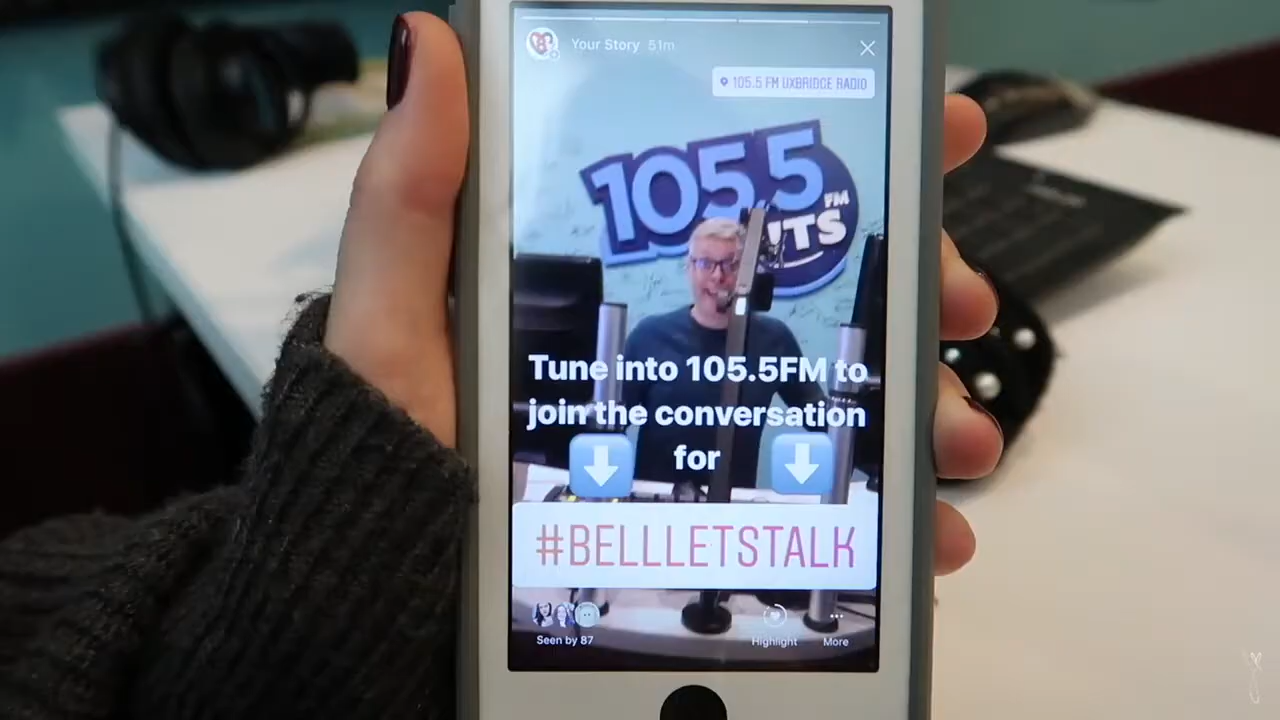 Your Story 51m
105.5 FM UXBRIDGE RADIO
105.5
FM
Tune into 105.5FM to
join the conversation
for
#BELLLETSTALK
Seen by 87
Highlight
More